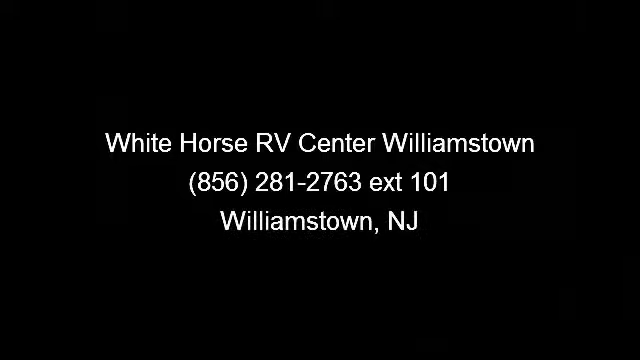 White Horse RV Center Williamstown
(856) 281-2763 ext 101
Williamstown, NJ